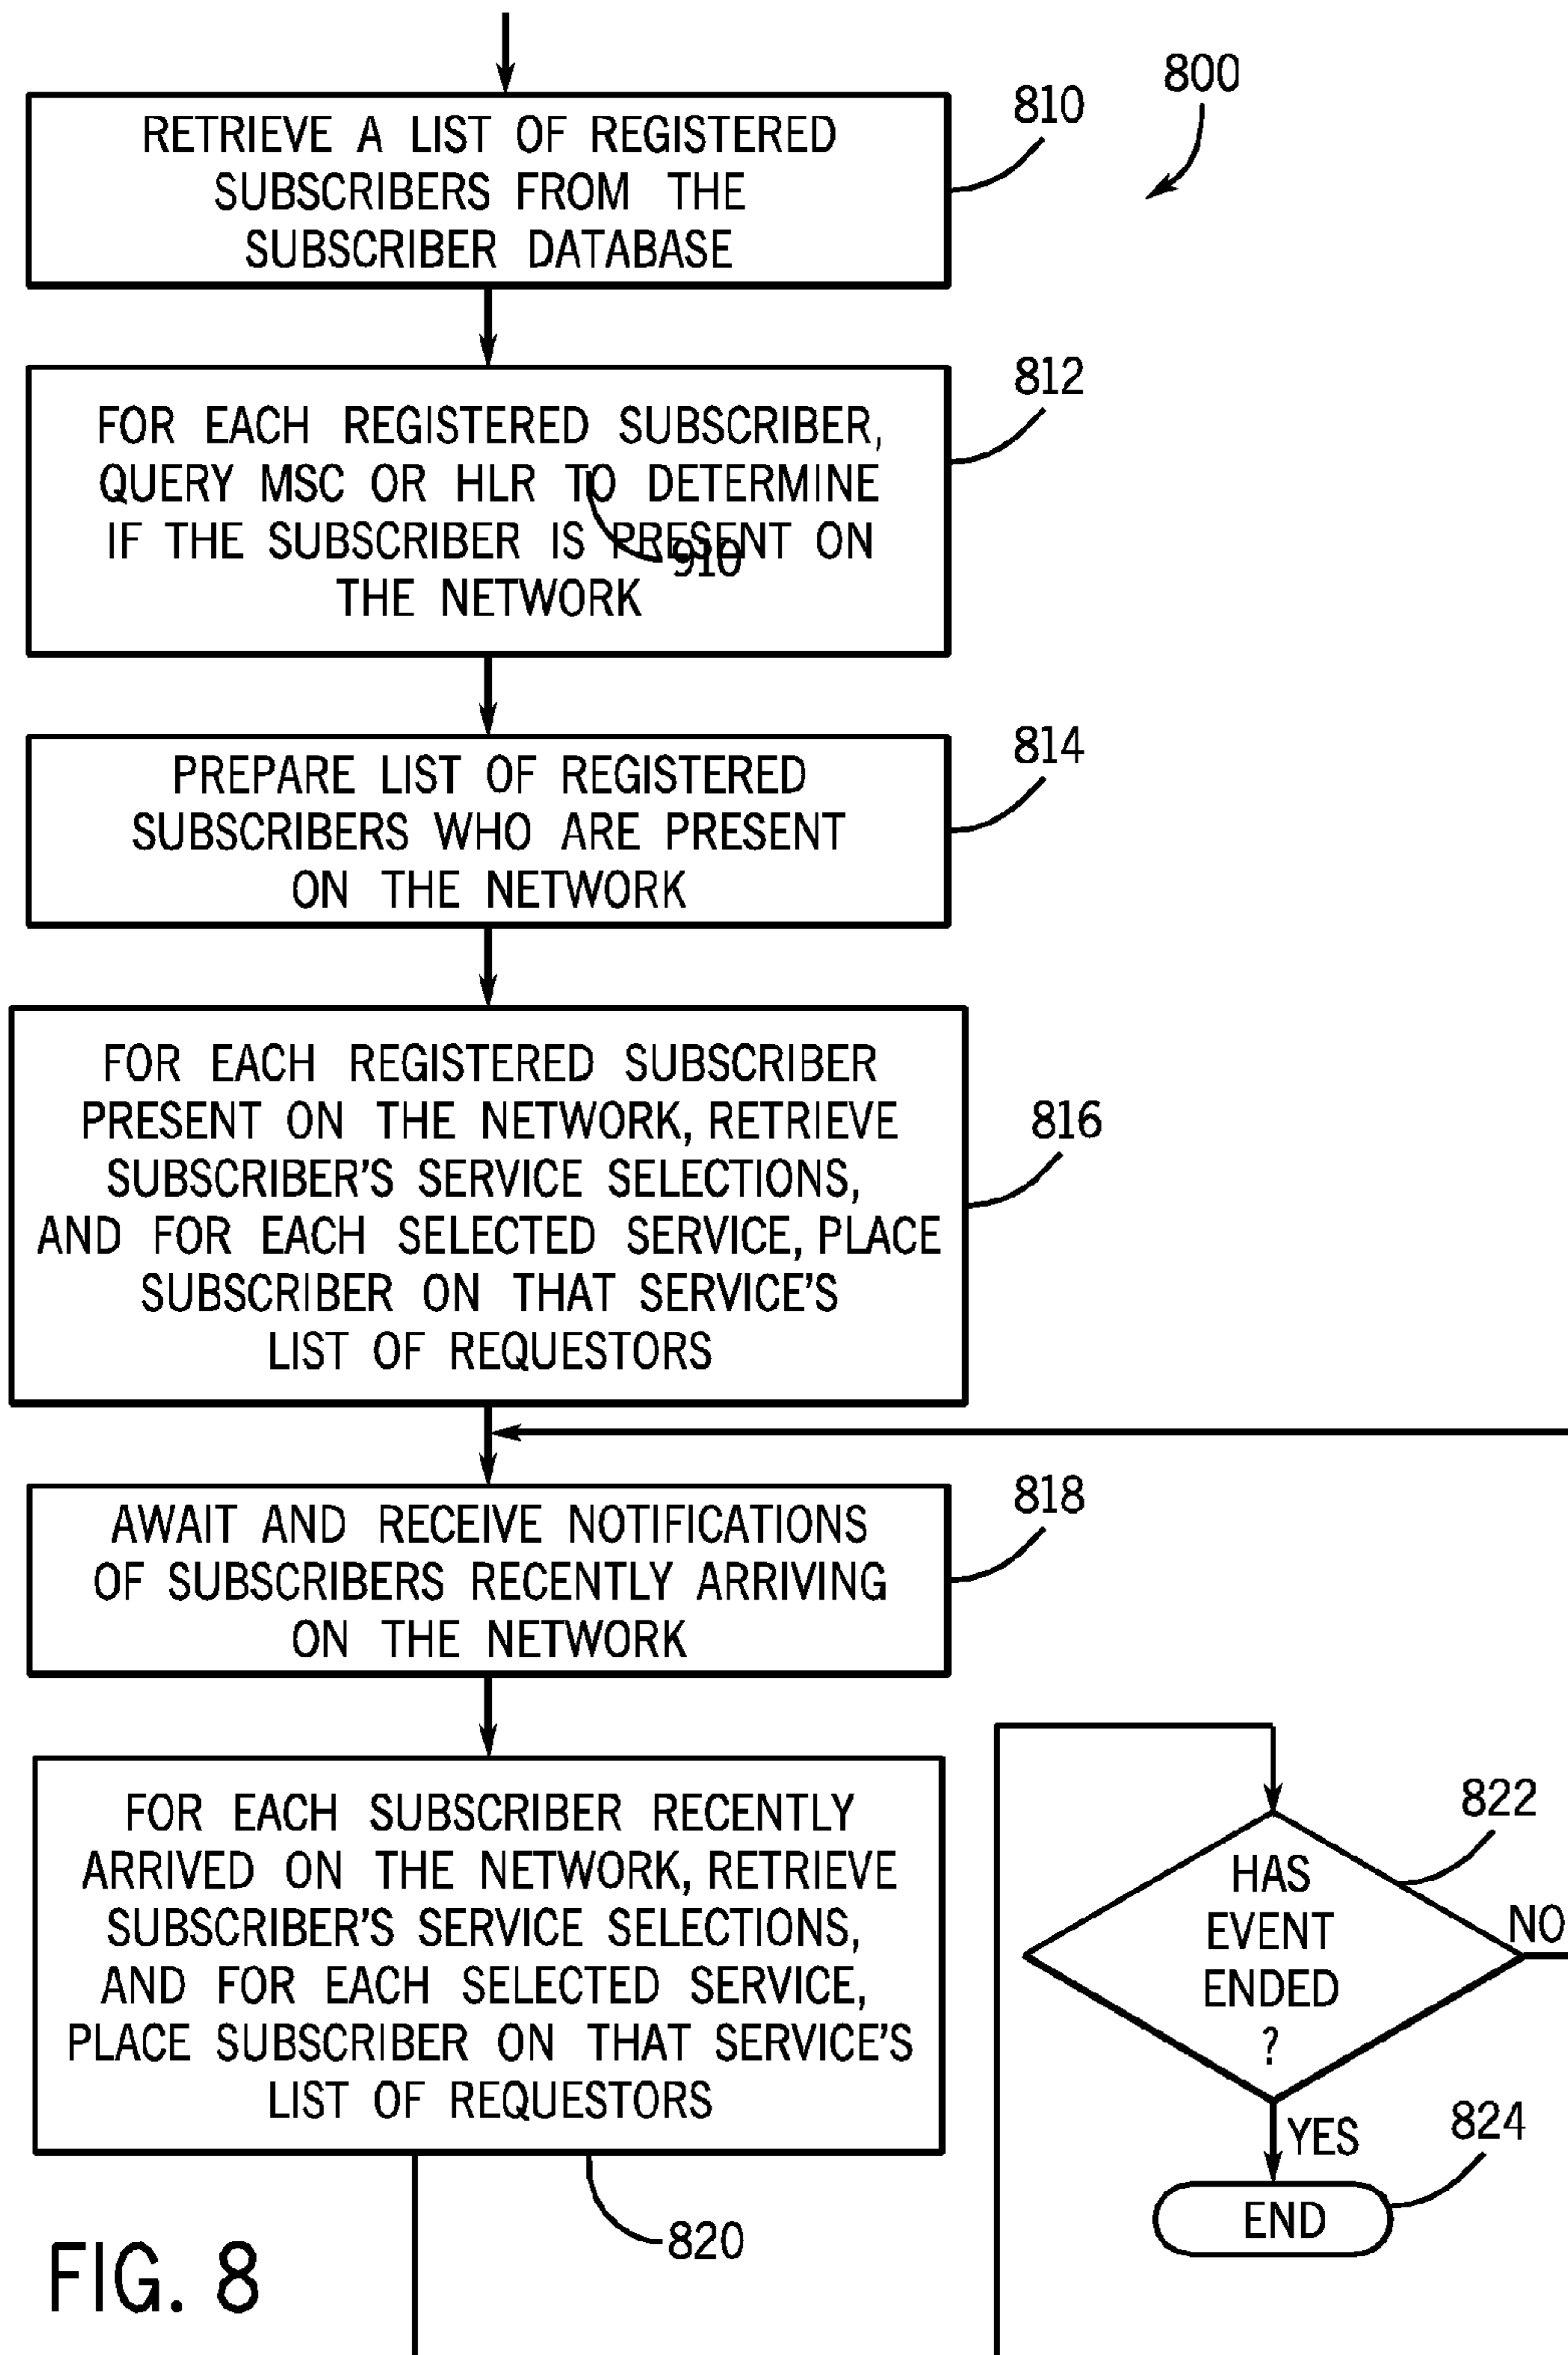 800
810
RETRIEVE A LIST OF REGISTERED
SUBSCRIBERS FROM THE
SUBSCRIBER DATABASE
812
FOR EACH REGISTERED SUBSCRIBER,
QUERY MSC OR HLR TO DETERMINE
IF THE SUBSCRIBER IS PRESENT ON
910
THE NETWORK
814
PREPARE LIST OF REGISTERED
SUBSCRIBERS WHO ARE PRESENT
ON THE NETWORK
816
FOR EACH REGISTERED SUBSCRIBER
PRESENT ON THE NETWORK, RETRIEVE
SUBSCRIBER'S SERVICE SELECTIONS,
AND FOR EACH SELECTED SERVICE, PLACE
SUBSCRIBER ON THAT SERVICE'S
LIST OF REQUESTORS
818
AWAIT AND RECEIVE NOTIFICATIONS
OF SUBSCRIBERS RECENTLY ARRIVING
ON THE NETWORK
FOR EACH SUBSCRIBER RECENTLY
ARRIVED ON THE NETWORK, RETRIEVE
SUBSCRIBER'S SERVICE SELECTIONS,
AND FOR EACH SELECTED SERVICE,
PLACE SUBSCRIBER ON THAT SERVICE'S
LIST OF REQUESTORS
820
822
HAS
EVENT
ENDED
?
NO
YES
824
END
FIG. 8